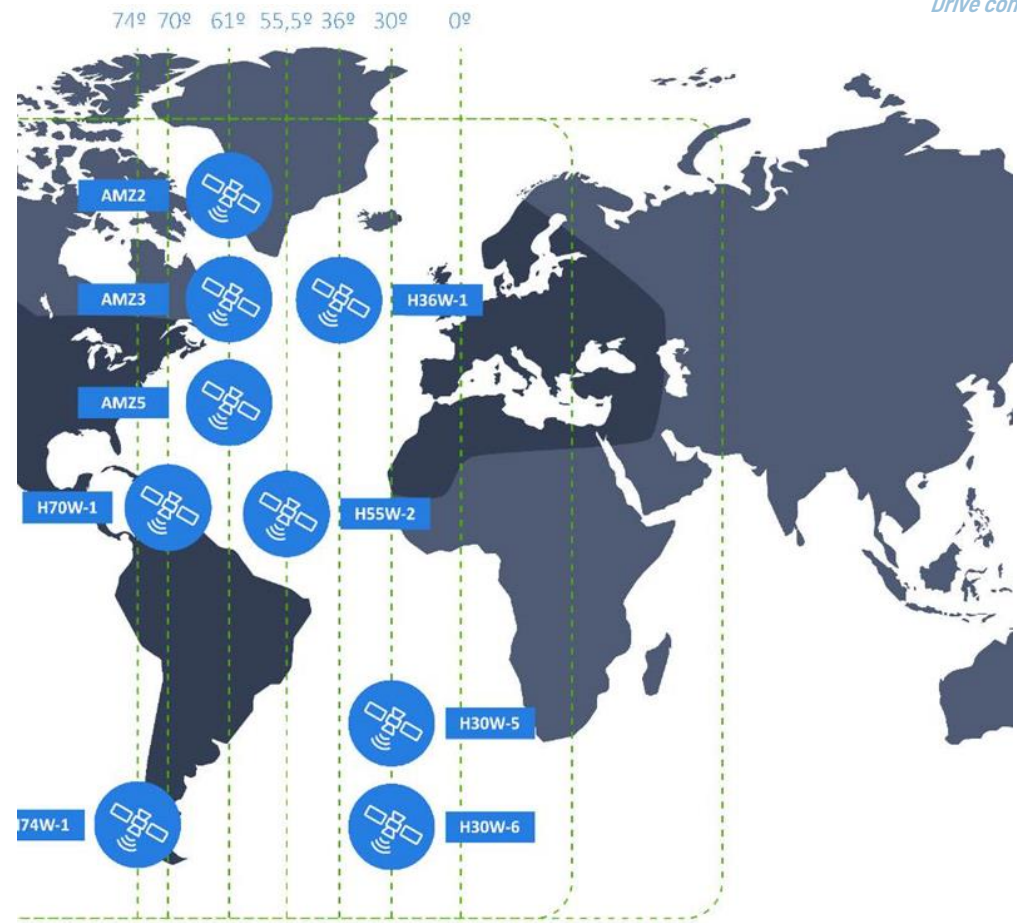 Drive con
74º 70º 61º 55,5º 36º 30º 0º
AMZ2
AMZ3
H36W-1
AMZ5
H70W-1
H55W-2
H30W-5
H74W-1
H30W-6